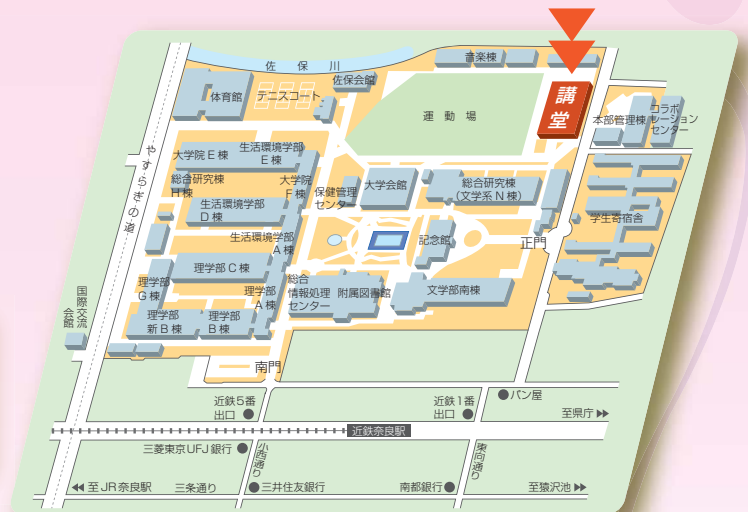 音楽棟
佐保川
佐保会館
体育館
テニスコート
講
堂
運動場
本部管理棟
コラボ
レーション
センター
やすらぎの道
大学院E棟
生活環境学部
E棟
総合研究棟
H棟
大学院
F棟
保健管理
センター
大学会館
総合研究棟
(文学系N棟)
生活環境学部
D棟
学生寄宿舎
生活環境学部
A棟
記念館
正門
理学部C棟
理学部
G棟
理学部
A棟
総合
情報処理
センター
附属図書館
文学部南棟
国際交流
会館
理学部
新B棟
理学部
B棟
南門
近鉄5番
出口
近鉄1番
出口
パン屋
至県庁
近鉄奈良駅
三菱東京UFJ銀行
小西通り
東向通り
至JR奈良駅
三条通り
三井住友銀行
南都銀行
至猿沢池